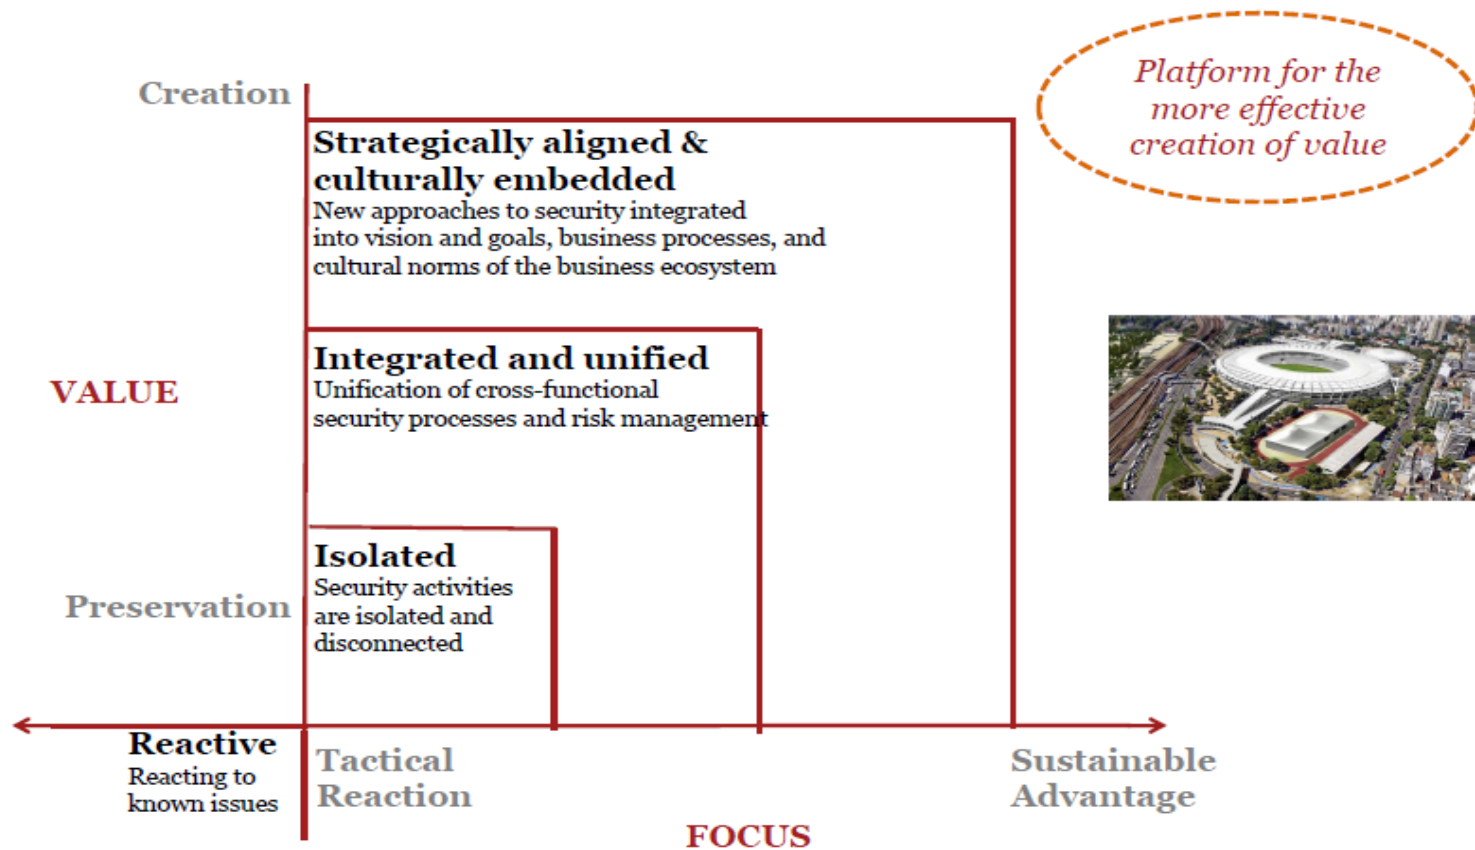 Creation
Platform for the
more effective
creation of value
Strategically aligned &
culturally embedded
New approaches to security integrated
into vision and goals, business processes, and
cultural norms of the business ecosystem
VALUE
Integrated and unified
Unification of cross-functional
security processes and risk management
Preservation
Isolated
Security activities
are isolated and
disconnected
Reactive
Reacting to
known issues
Tactical
Reaction
Sustainable
Advantage
FOCUS